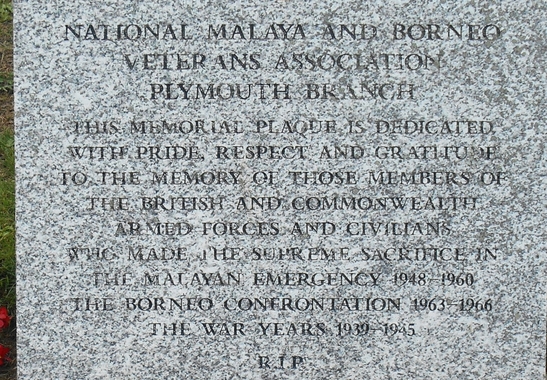 NATIONAL MALAYA AND BORNEO
VETERANS ASSOCIATION
PLYMOUTH BRANCH
THIS MEMORIAL PLAQUE IS DEDICATED
WITH PRIDE, RESPECT AND GRATITUDE
TO THE MEMORY OF THOSE MEMBERS OF
THE BRITISH AND COMMONWEALTH
ARMED FORCES AND CIVILIANS
WHO MADE THE SUPREME SACRIFICE IN
THE MALAYAN EMERGENCY 1948-1960
THE BORNEO CONFRONTATION 1963-1966
THE WAR YEARS 1939-1945
R I P